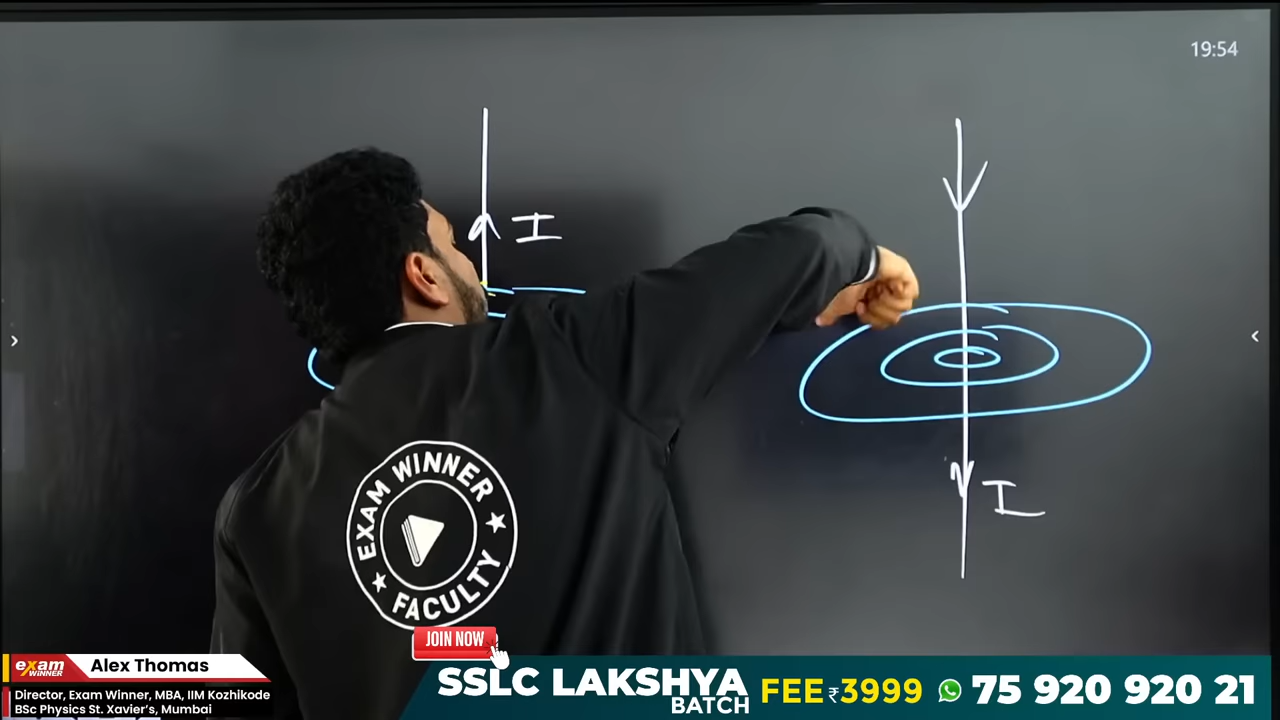 19:54
I
I
EXAM WINNER
FACULTY
JOIN NOW
exam
WINNER
Alex Thomas
Director, Exam Winner, MBA, IIM Kozhikode
BSc Physics St. Xavier's, Mumbai
SSLC LAKSHYA
BATCH
FEE ₹3999
75 920 920 21